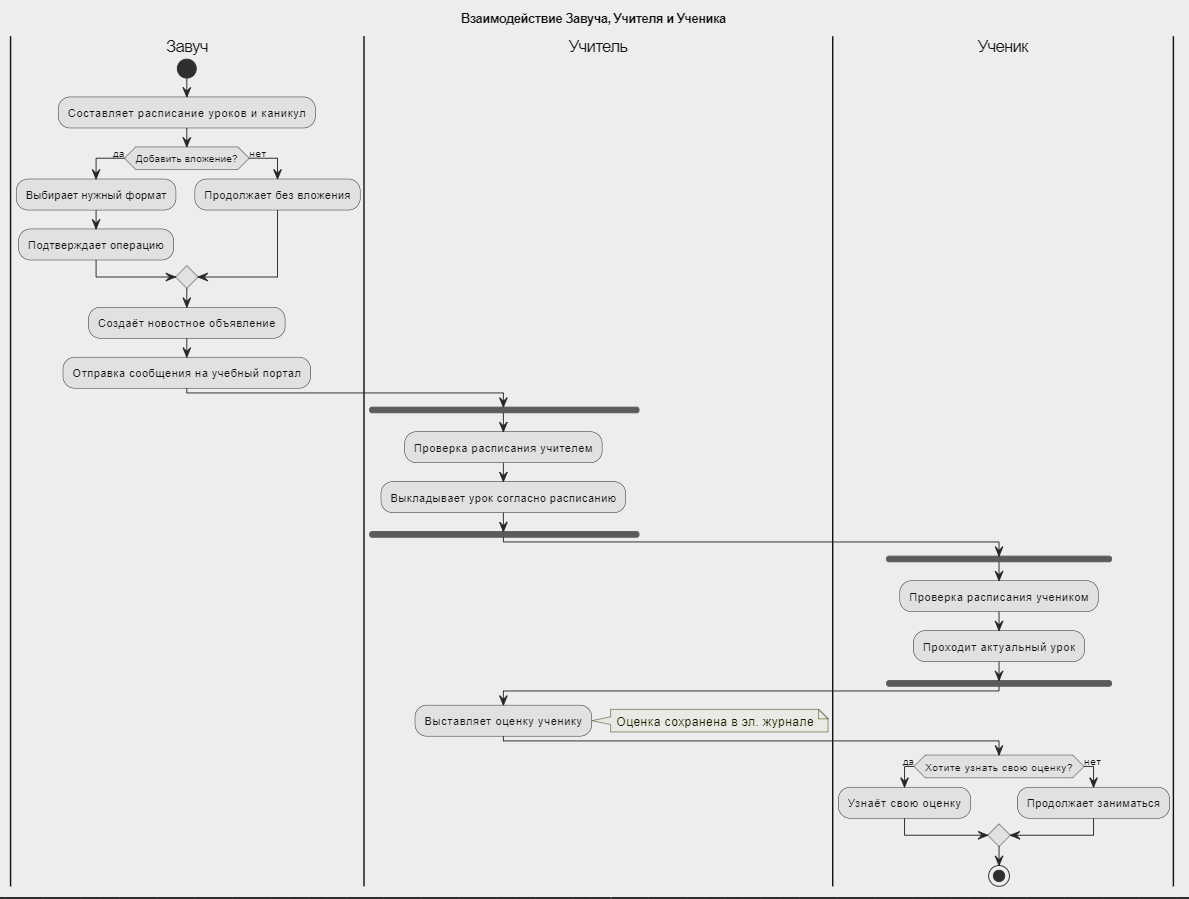 Взаимодействие Завуча, Учителя и Ученика
Завуч
Учитель
Ученик
Составляет расписание уроков и каникул
да
Добавить вложение?
нет
Выбирает нужный формат
Продолжает без вложения
Подтверждает операцию
Создаёт новостное объявление
Отправка сообщения на учебный портал
Проверка расписания учителем
Выкладывает урок согласно расписанию
Проверка расписания учеником
Проходит актуальный урок
Выставляет оценку ученику
Оценка сохранена в эл. журнале
да
Хотите узнать свою оценку?
нет
Узнаёт свою оценку
Продолжает заниматься